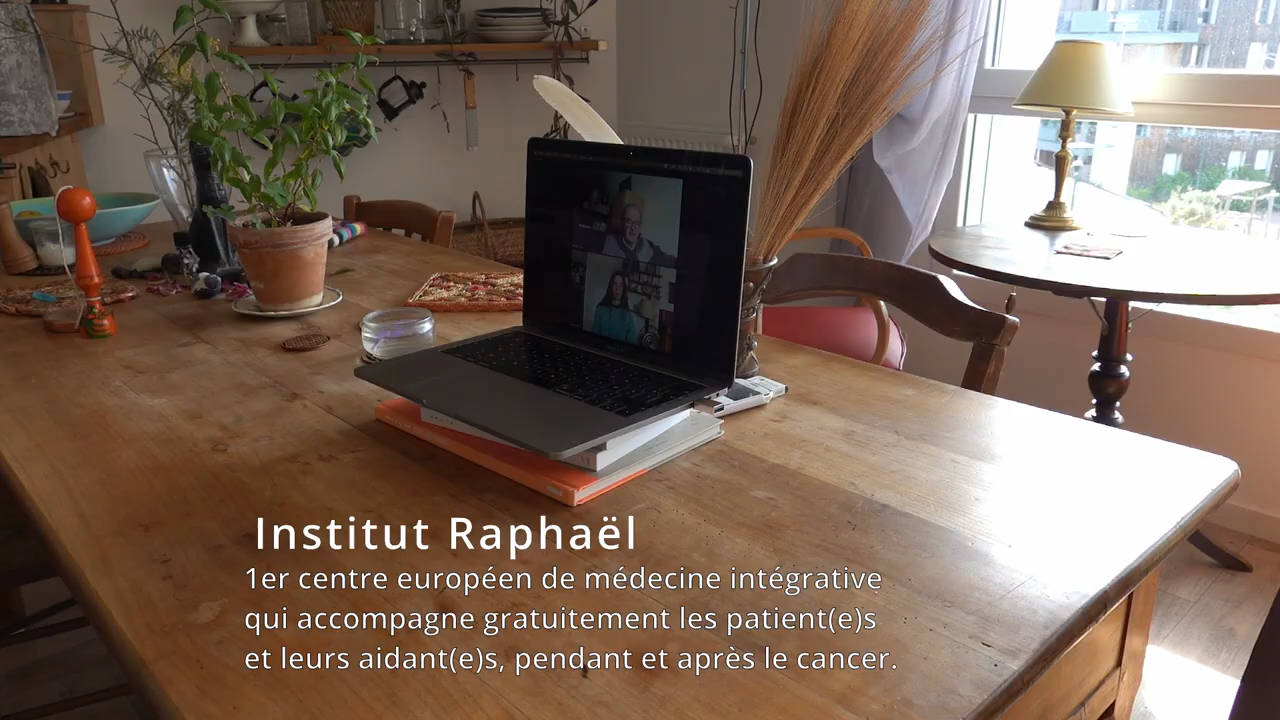 Institut Raphaël
1er centre européen de médecine intégrative
qui accompagne gratuitement les patient(e)s
et leurs aidant(e)s, pendant et après le cancer.